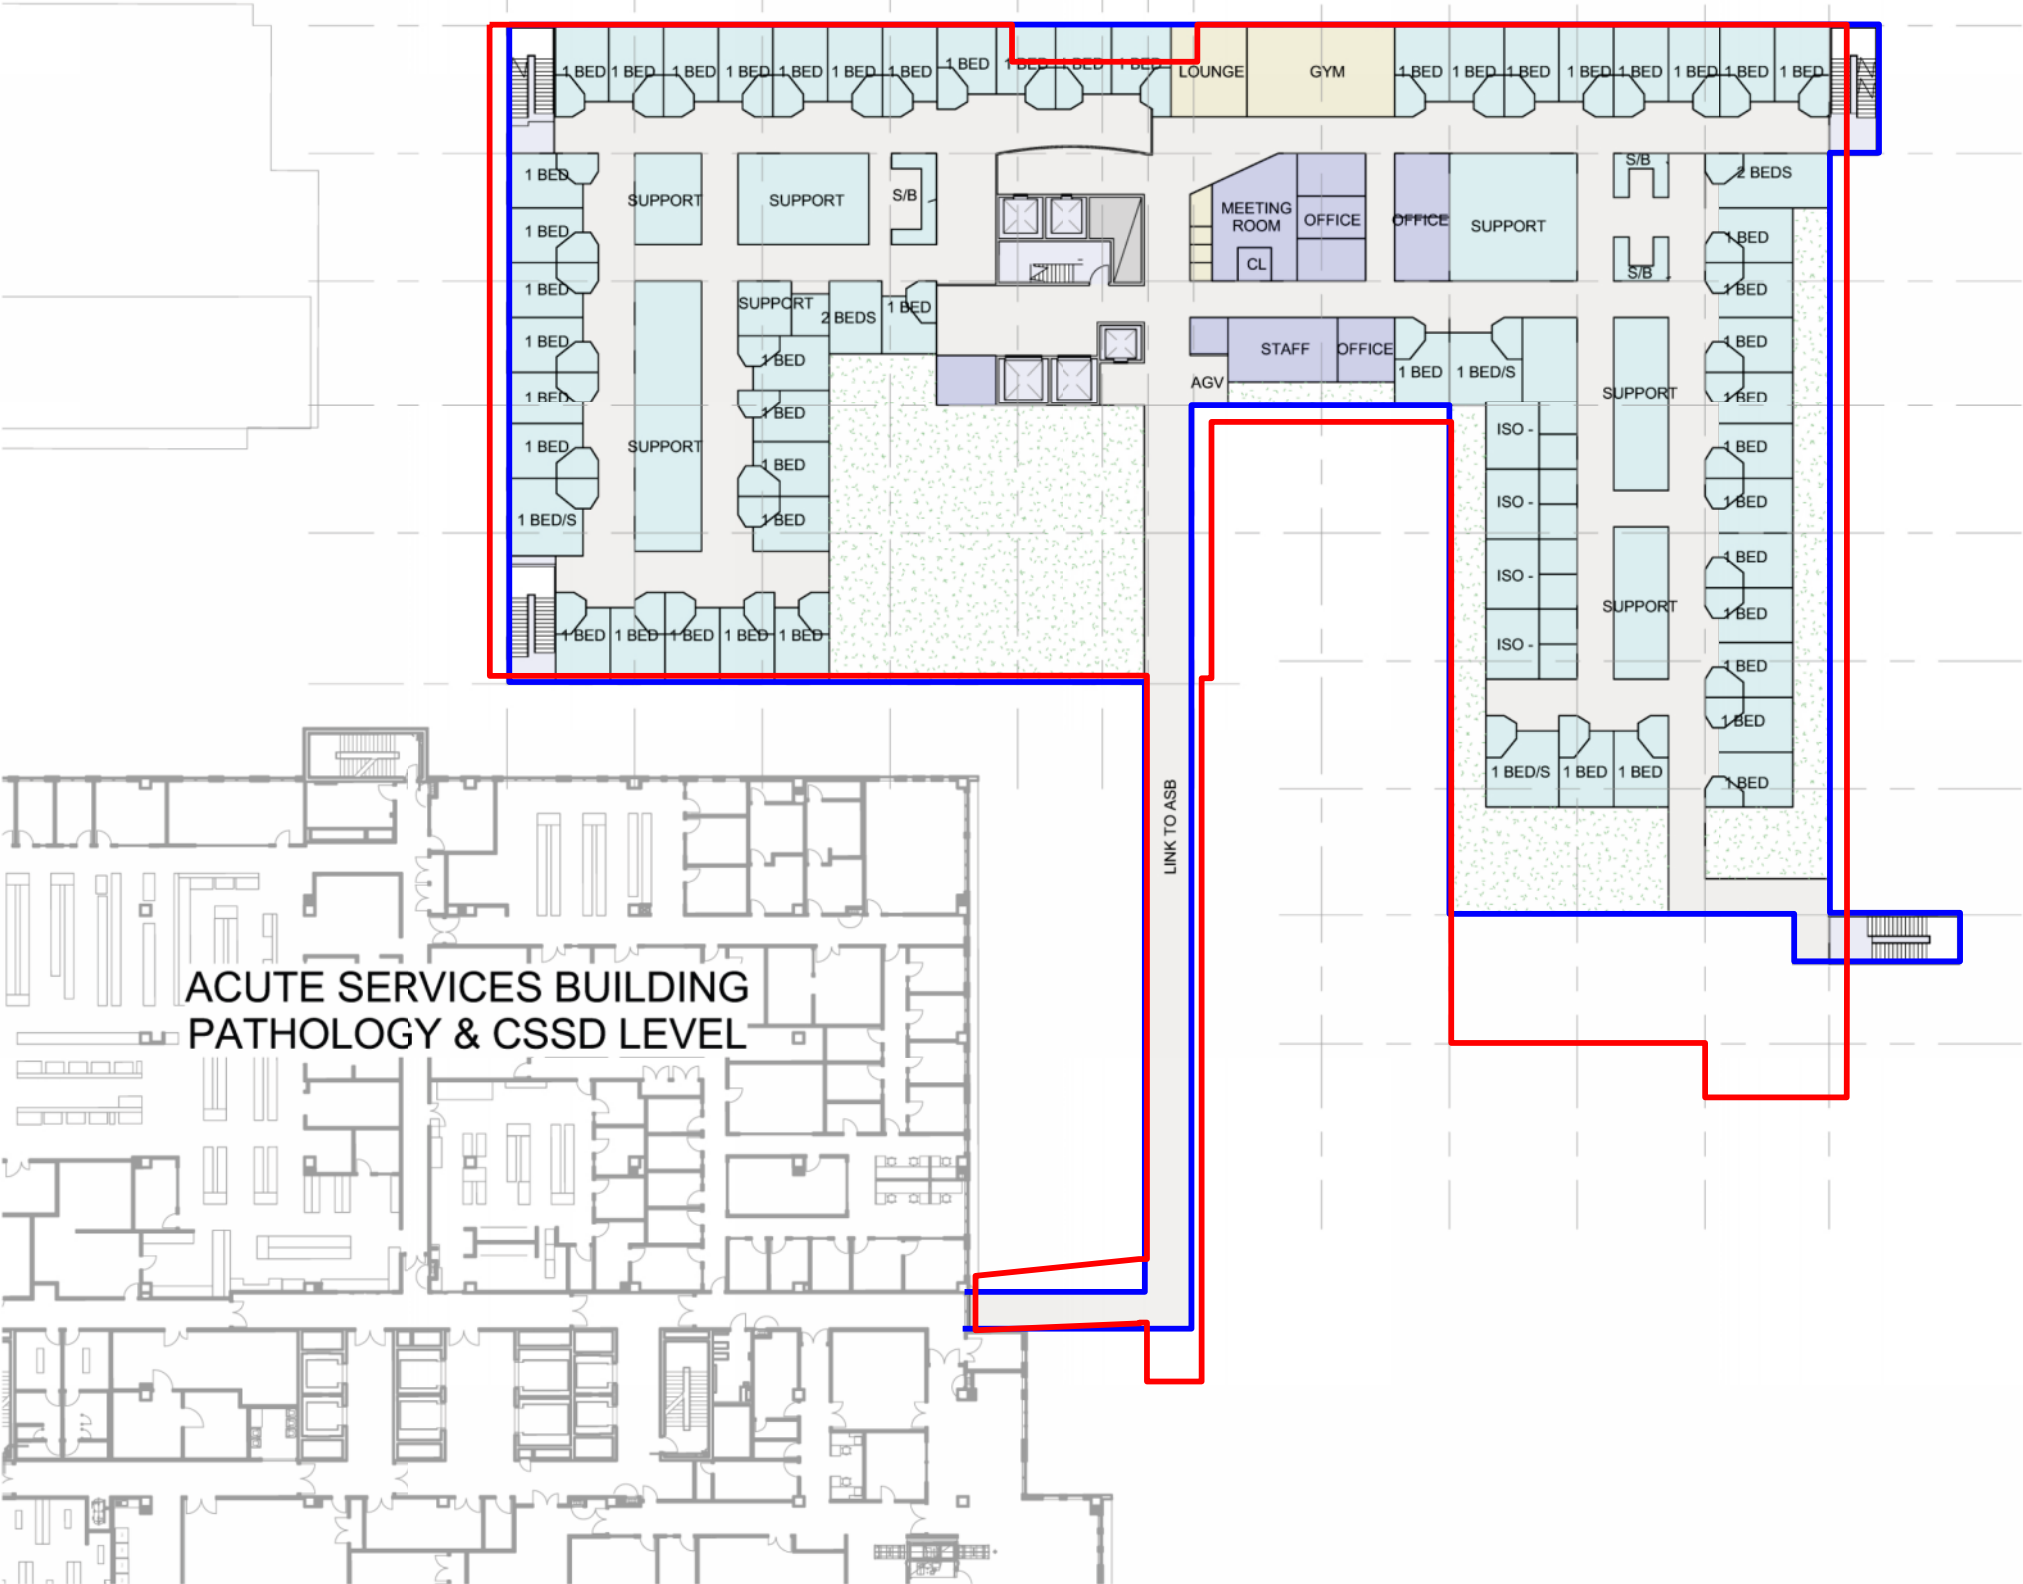 1 BED 1 BED 1 BED 1 BED 1 BED 1 BED 1 BED 1 BED 1 BED 1 BED 1 BED LOUNGE GYM 1 BED 1 BED 1 BED 1 BED 1 BED 1 BED 1 BED 1 BED
1 BED SUPPORT SUPPORT S/B MEETING
ROOM OFFICE OFFICE SUPPORT S/B 2 BEDS
1 BED CL S/B 1 BED
1 BED SUPPORT 2 BEDS 1 BED 1 BED
1 BED 1 BED STAFF OFFICE 1 BED 1 BED/S 1 BED
AGV
1 BED 1 BED SUPPORT 1 BED
1 BED SUPPORT 1 BED ISO - 1 BED
ISO - 1 BED
1 BED/S 1 BED
ISO - 1 BED
SUPPORT 1 BED
1 BED 1 BED 1 BED 1 BED 1 BED ISO - 1 BED
1 BED
1 BED/S 1 BED 1 BED 1 BED
LINK TO ASB
ACUTE SERVICES BUILDING
PATHOLOGY & CSSD LEVEL